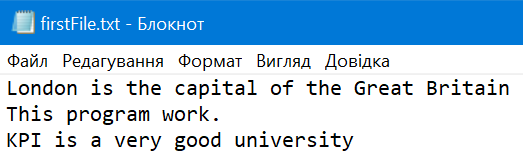 firstFile.txt - Блокнот
Файл Редагування Формат Вигляд Довідка
London is the capital of the Great Britain
This program work.
KPI is a very good university